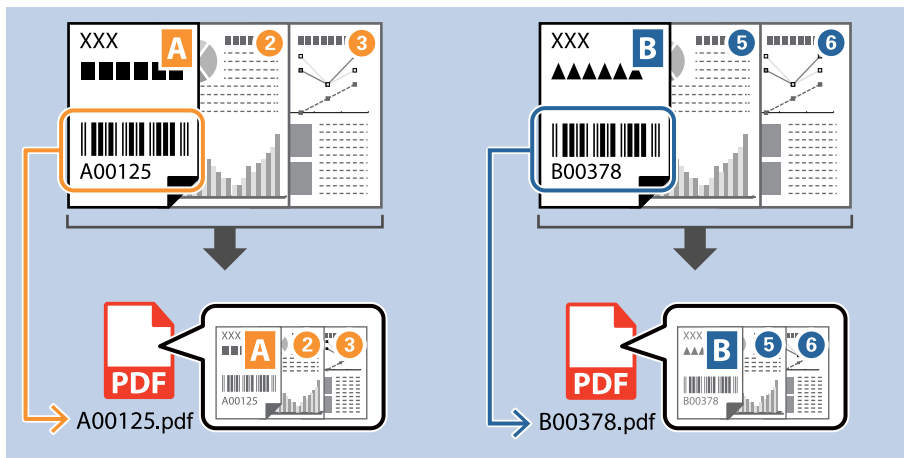 XXX A 2 3
A00125
XXX B 5 6
B00378
PDF
XXX A 2 3
A00125
A00125.pdf
PDF
XXX B 5 6
B00378
B00378.pdf